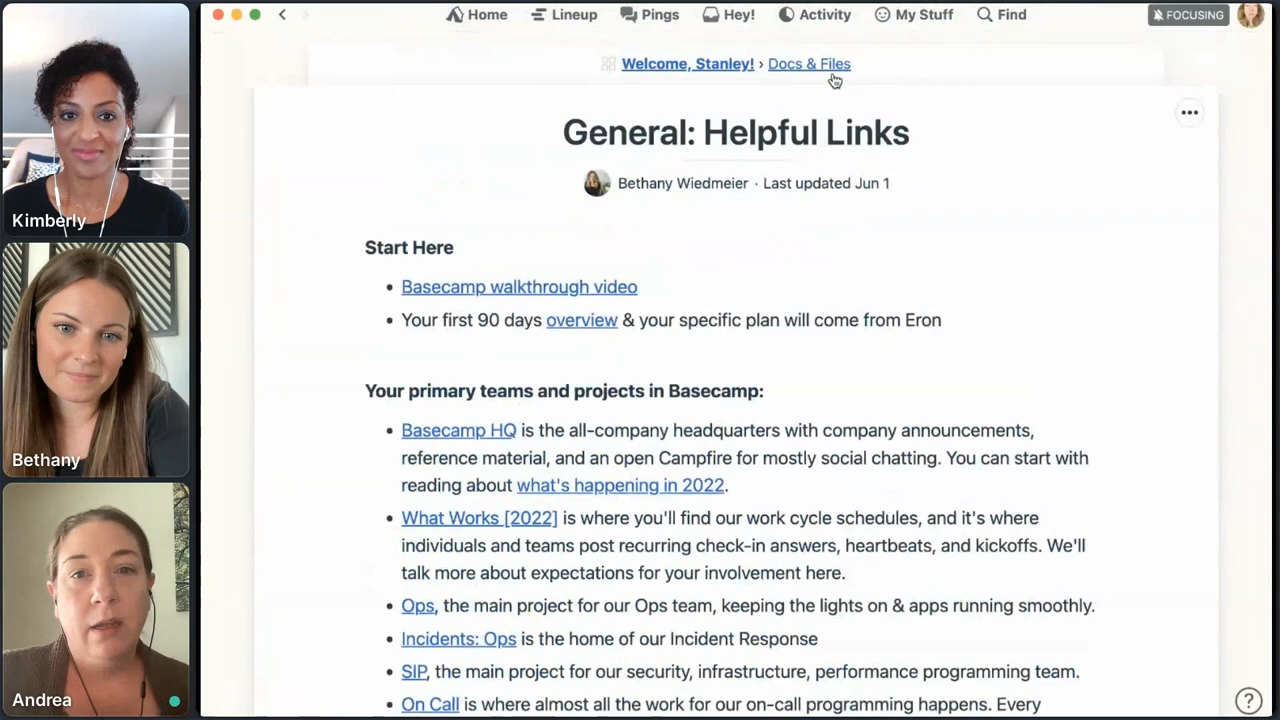 Home Lineup Pings Hey! Activity My Stuff Find FOCUSING
Welcome, Stanley! › Docs & Files
General: Helpful Links
Bethany Wiedmeier · Last updated Jun 1
Start Here
• Basecamp walkthrough video
• Your first 90 days overview & your specific plan will come from Eron
Your primary teams and projects in Basecamp:
• Basecamp HQ is the all-company headquarters with company announcements,
reference material, and an open Campfire for mostly social chatting. You can start with
reading about what's happening in 2022.
• What Works [2022] is where you'll find our work cycle schedules, and it's where
individuals and teams post recurring check-in answers, heartbeats, and kickoffs. We'll
talk more about expectations for your involvement here.
• Ops, the main project for our Ops team, keeping the lights on & apps running smoothly.
• Incidents: Ops is the home of our Incident Response
• SIP, the main project for our security, infrastructure, performance programming team.
• On Call is where almost all the work for our on-call programming happens. Every
?
Kimberly
Bethany
Andrea